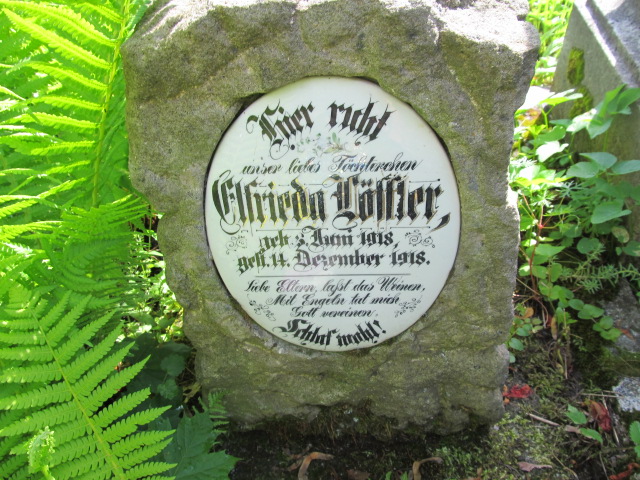 Hier ruht
unser liebes Töchterchen
Elfrieda Löffler,
geb. 3. Juni 1918,
gest. 14. Dezember 1918.
Liebe Eltern, laßt das Weinen,
Mit Engeln tat mich
Gott vereinen.
Schlaf wohl!